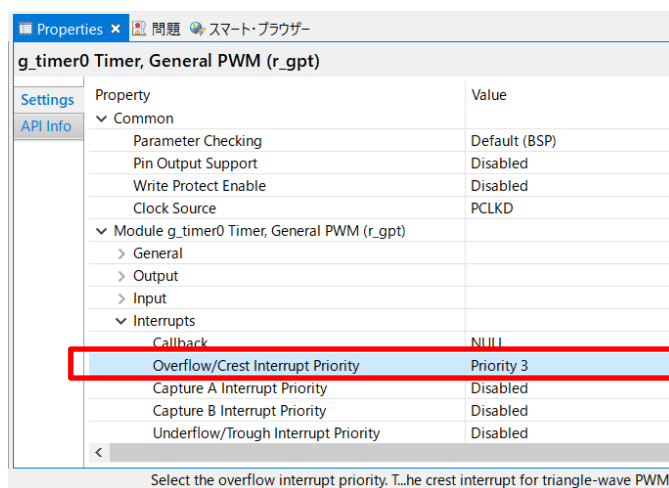 Properties × 問題 スマート・ブラウザー
g_timer0 Timer, General PWM (r_gpt)
Settings
API Info
Property Value
Common
Parameter Checking Default (BSP)
Pin Output Support Disabled
Write Protect Enable Disabled
Clock Source PCLKD
Module g_timer0 Timer, General PWM (r_gpt)
General
Output
Input
Interrupts
Callback NULL
Overflow/Crest Interrupt Priority Priority 3
Capture A Interrupt Priority Disabled
Capture B Interrupt Priority Disabled
Underflow/Trough Interrupt Priority Disabled
Select the overflow interrupt priority. T...he crest interrupt for triangle-wave PWM